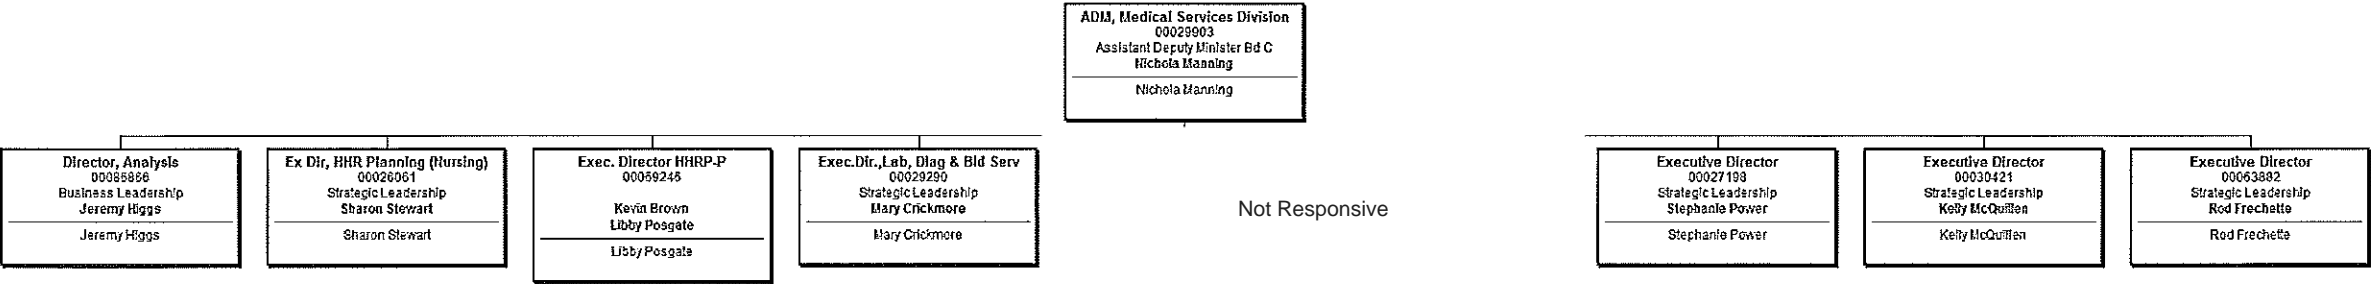 ADM, Medical Services Division
00029903
Assistant Deputy Minister Bd C
Nichola Manning
Nichola Manning
Director, Analysis
00085866
Business Leadership
Jeremy Higgs
Jeremy Higgs
Ex Dir, HHR Planning (Nursing)
00026061
Strategic Leadership
Sharon Stewart
Sharon Stewart
Exec. Director HHRP-P
00059245
Kevin Brown
Libby Posgate
Libby Posgate
Exec.Dir.,Lab, Diag & Bld Serv
00029290
Strategic Leadership
Mary Crickmore
Mary Crickmore
Not Responsive
Executive Director
00027198
Strategic Leadership
Stephanie Power
Stephanie Power
Executive Director
00030421
Strategic Leadership
Kelly McQuillen
Kelly McQuillen
Executive Director
00063882
Strategic Leadership
Rod Frechette
Rod Frechette